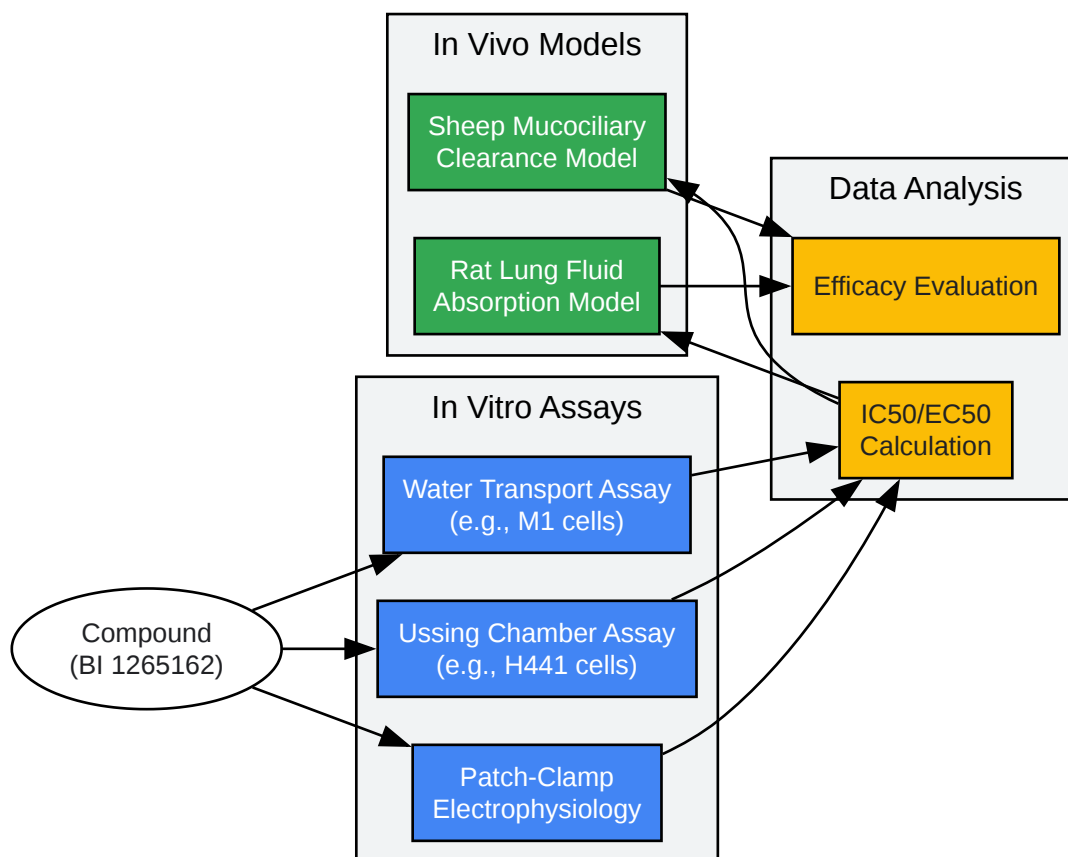 In Vivo Models
Sheep Mucociliary
Clearance Model
Rat Lung Fluid
Absorption Model
Data Analysis
Efficacy Evaluation
IC50/EC50
Calculation
In Vitro Assays
Water Transport Assay
(e.g., M1 cells)
Ussing Chamber Assay
(e.g., H441 cells)
Patch-Clamp
Electrophysiology
Compound
(BI 1265162)